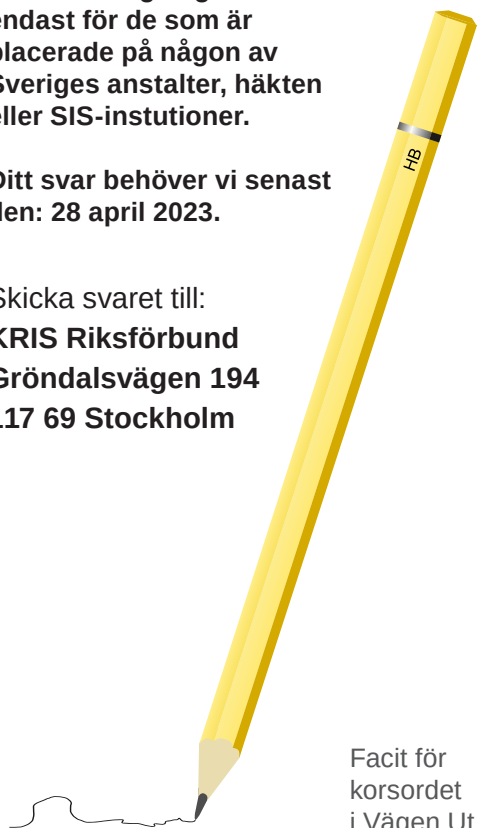 endast för de som är
placerade på någon av
Sveriges anstalter, häkten
eller SIS-instutioner.
Ditt svar behöver vi senast
den: 28 april 2023.
Skicka svaret till:
KRIS Riksförbund
Gröndalsvägen 194
117 69 Stockholm
HB
Facit för
korsordet
i Vägen Ut